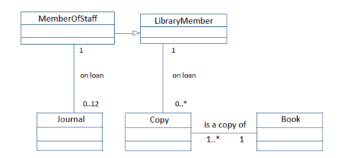 MemberOfStaff
LibraryMember
1
1
on loan
on loan
0..12
0..*
Journal
Copy
is a copy of
Book
1..*
1